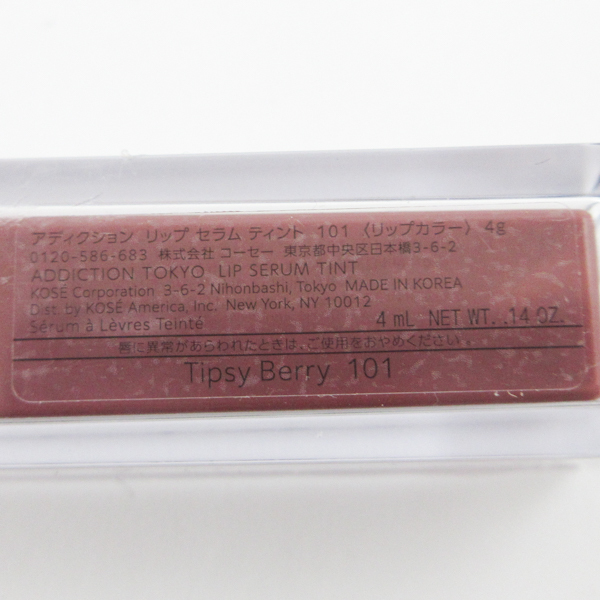 アディクション リップ セラム ティント 101 〈リップカラー〉 4g
0120-586-683 株式会社 コーセー 東京都中央区日本橋3-6-2
ADDICTION TOKYO LIP SERUM TINT
KOSÉ Corporation 3-6-2 Nihonbashi, Tokyo MADE IN KOREA
Dist. by KOSÉ America, Inc. New York, NY 10012
Sérum à Lèvres Teinté 4 mL NET WT. .14 OZ.
唇に異常があらわれたときは、ご使用をおやめください。
Tipsy Berry 101